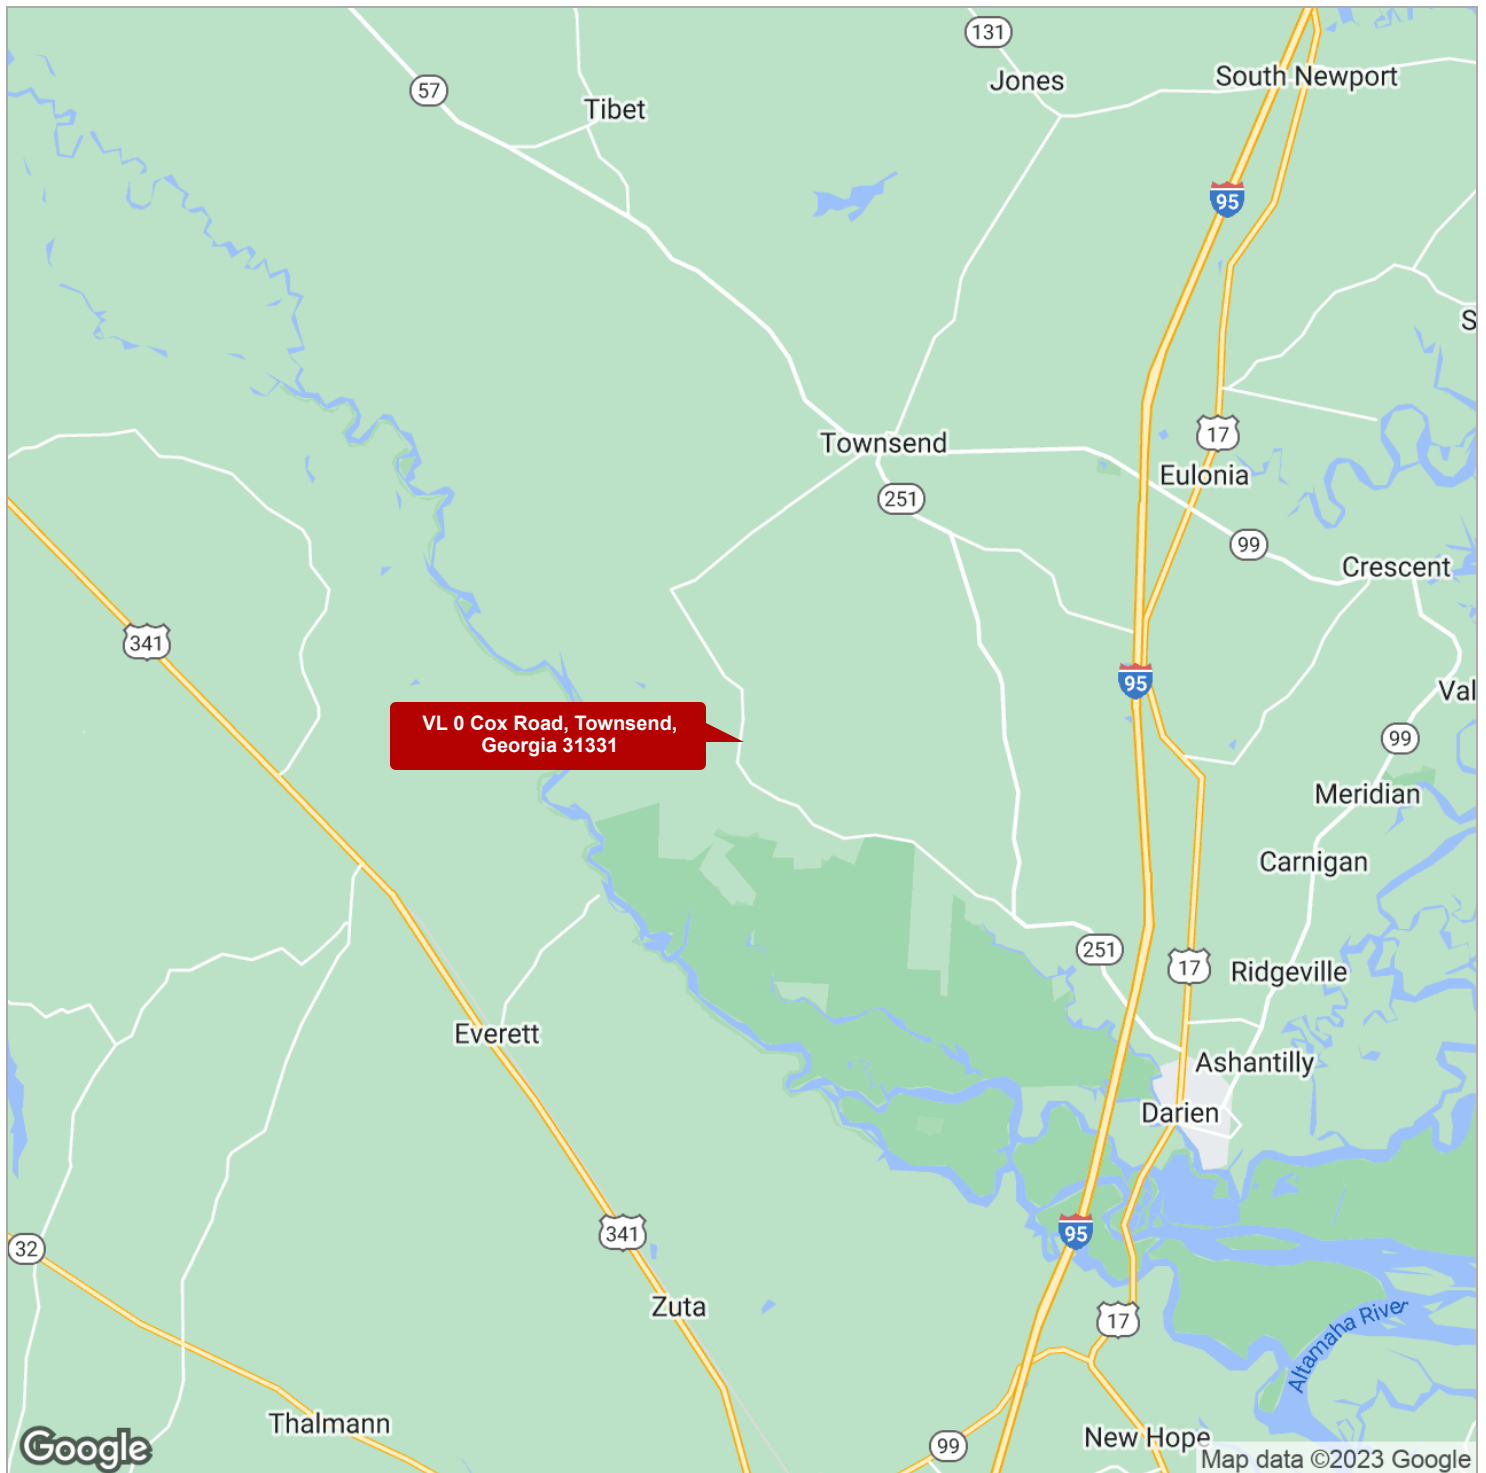 131
Jones
South Newport
57
Tibet
95
S
Townsend
17
Eulonia
251
99
Crescent
341
95
Val
VL 0 Cox Road, Townsend,
Georgia 31331
99
Meridian
Carnigan
251
17
Ridgeville
Everett
Ashantilly
Darien
32
341
95
Zuta
17
Altamaha River
Thalmann
99
New Hope
Google
Map data ©2023 Google